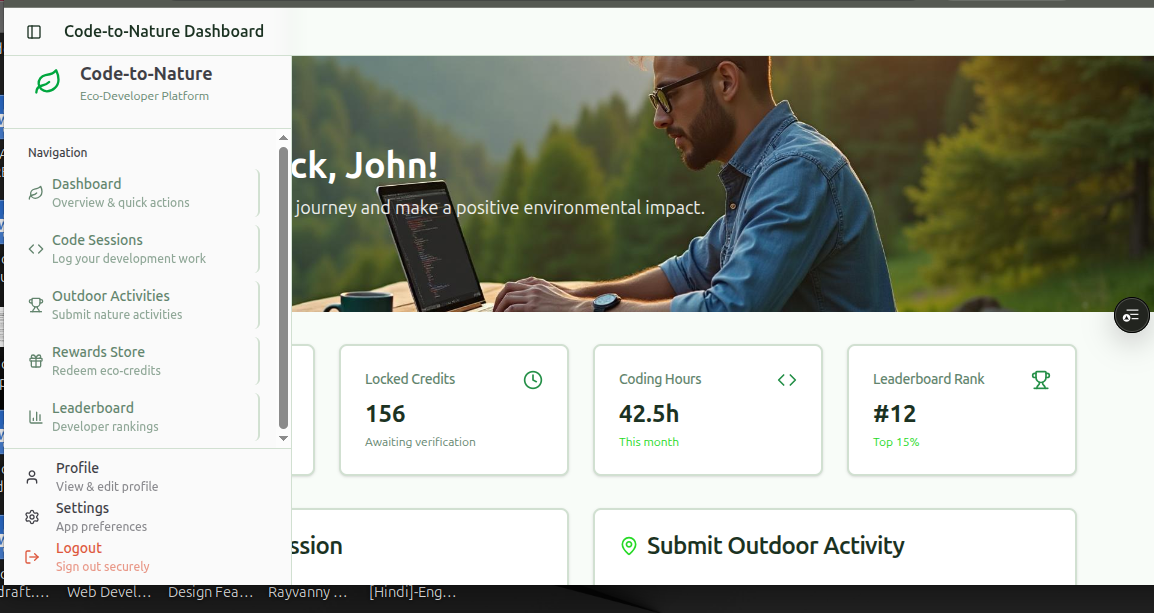 Code-to-Nature Dashboard
Code-to-Nature
Eco-Developer Platform
Navigation
Dashboard
Overview & quick actions
Code Sessions
Log your development work
Outdoor Activities
Submit nature activities
Rewards Store
Redeem eco-credits
Leaderboard
Developer rankings
Profile
View & edit profile
Settings
App preferences
Logout
Sign out securely
ck, John!
journey and make a positive environmental impact.
Locked Credits
156
Awaiting verification
Coding Hours
42.5h
This month
Leaderboard Rank
#12
Top 15%
ssion
Submit Outdoor Activity
draft.... Web Devel... Design Fea... Rayvanny ... [Hindi]-Eng...